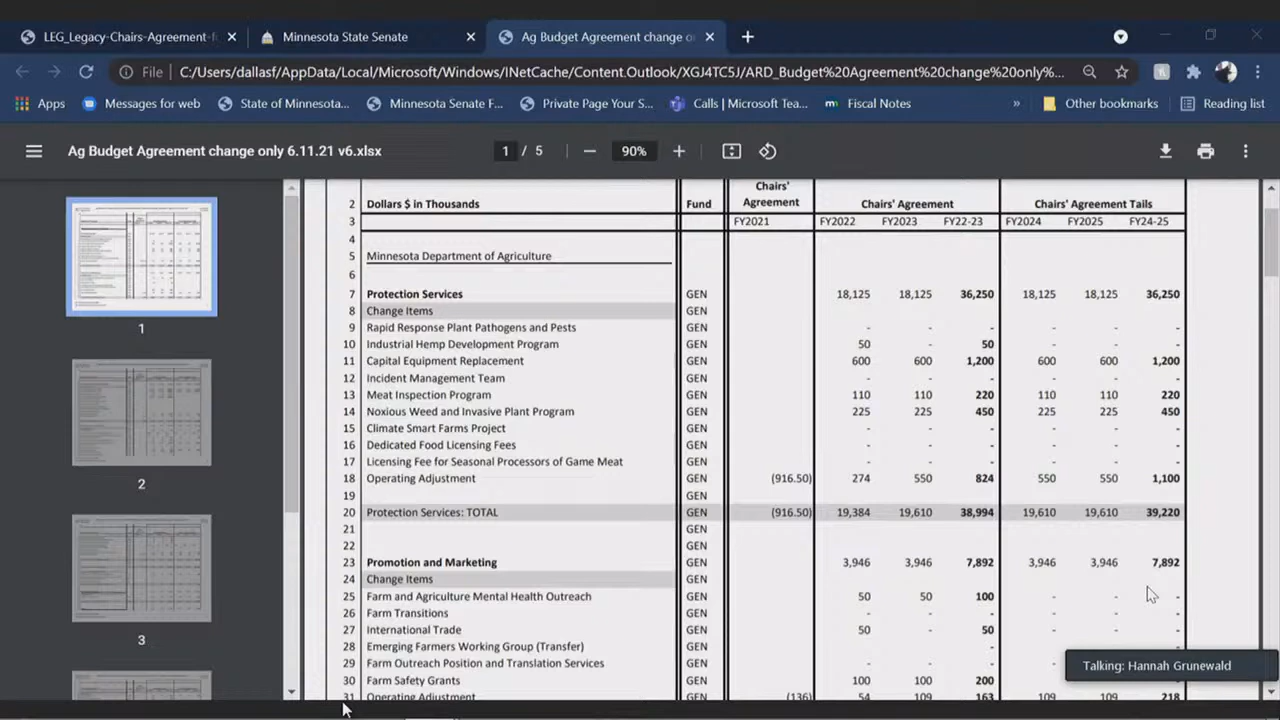 LEG_Legacy-Chairs-Agreement-f
Minnesota State Senate
Ag Budget Agreement change o
File
C:/Users/dallasf/AppData/Local/Microsoft/Windows/INetCache/Content.Outlook/XGJ4TC5J/ARD_Budget%20Agreement%20change%20only%...
Apps Messages for web State of Minnesota... Minnesota Senate F... Private Page Your S... Calls | Microsoft Tea... mn Fiscal Notes » Other bookmarks Reading list
Ag Budget Agreement change only 6.11.21 v6.xlsx 1 / 5 90%
1
2
3
Chairs'
2 Dollars $ in Thousands Fund Agreement Chairs' Agreement Chairs' Agreement Tails
3 FY2021 FY2022 FY2023 FY22-23 FY2024 FY2025 FY24-25
4
5 Minnesota Department of Agriculture
6
7 Protection Services GEN 18,125 18,125 36,250 18,125 18,125 36,250
8 Change Items GEN
9 Rapid Response Plant Pathogens and Pests GEN - - - - - -
10 Industrial Hemp Development Program GEN 50 - 50 - - -
11 Capital Equipment Replacement GEN 600 600 1,200 600 600 1,200
12 Incident Management Team GEN - - - - - -
13 Meat Inspection Program GEN 110 110 220 110 110 220
14 Noxious Weed and Invasive Plant Program GEN 225 225 450 225 225 450
15 Climate Smart Farms Project GEN - - - - - -
16 Dedicated Food Licensing Fees GEN - - - - - -
17 Licensing Fee for Seasonal Processors of Game Meat GEN - - - - - -
18 Operating Adjustment GEN (916.50) 274 550 824 550 550 1,100
19 GEN - - - - - -
20 Protection Services: TOTAL GEN (916.50) 19,384 19,610 38,994 19,610 19,610 39,220
21 GEN
22 GEN
23 Promotion and Marketing GEN 3,946 3,946 7,892 3,946 3,946 7,892
24 Change Items GEN
25 Farm and Agriculture Mental Health Outreach GEN 50 50 100 - - -
26 Farm Transitions GEN - - - - - -
27 International Trade GEN 50 - 50 - - -
28 Emerging Farmers Working Group (Transfer) GEN - - - - -
29 Farm Outreach Position and Translation Services GEN - - - - -
30 Farm Safety Grants GEN 100 100 200 - -
31 Operating Adjustment GEN (136) 54 109 163 109 109 218
Talking: Hannah Grunewald